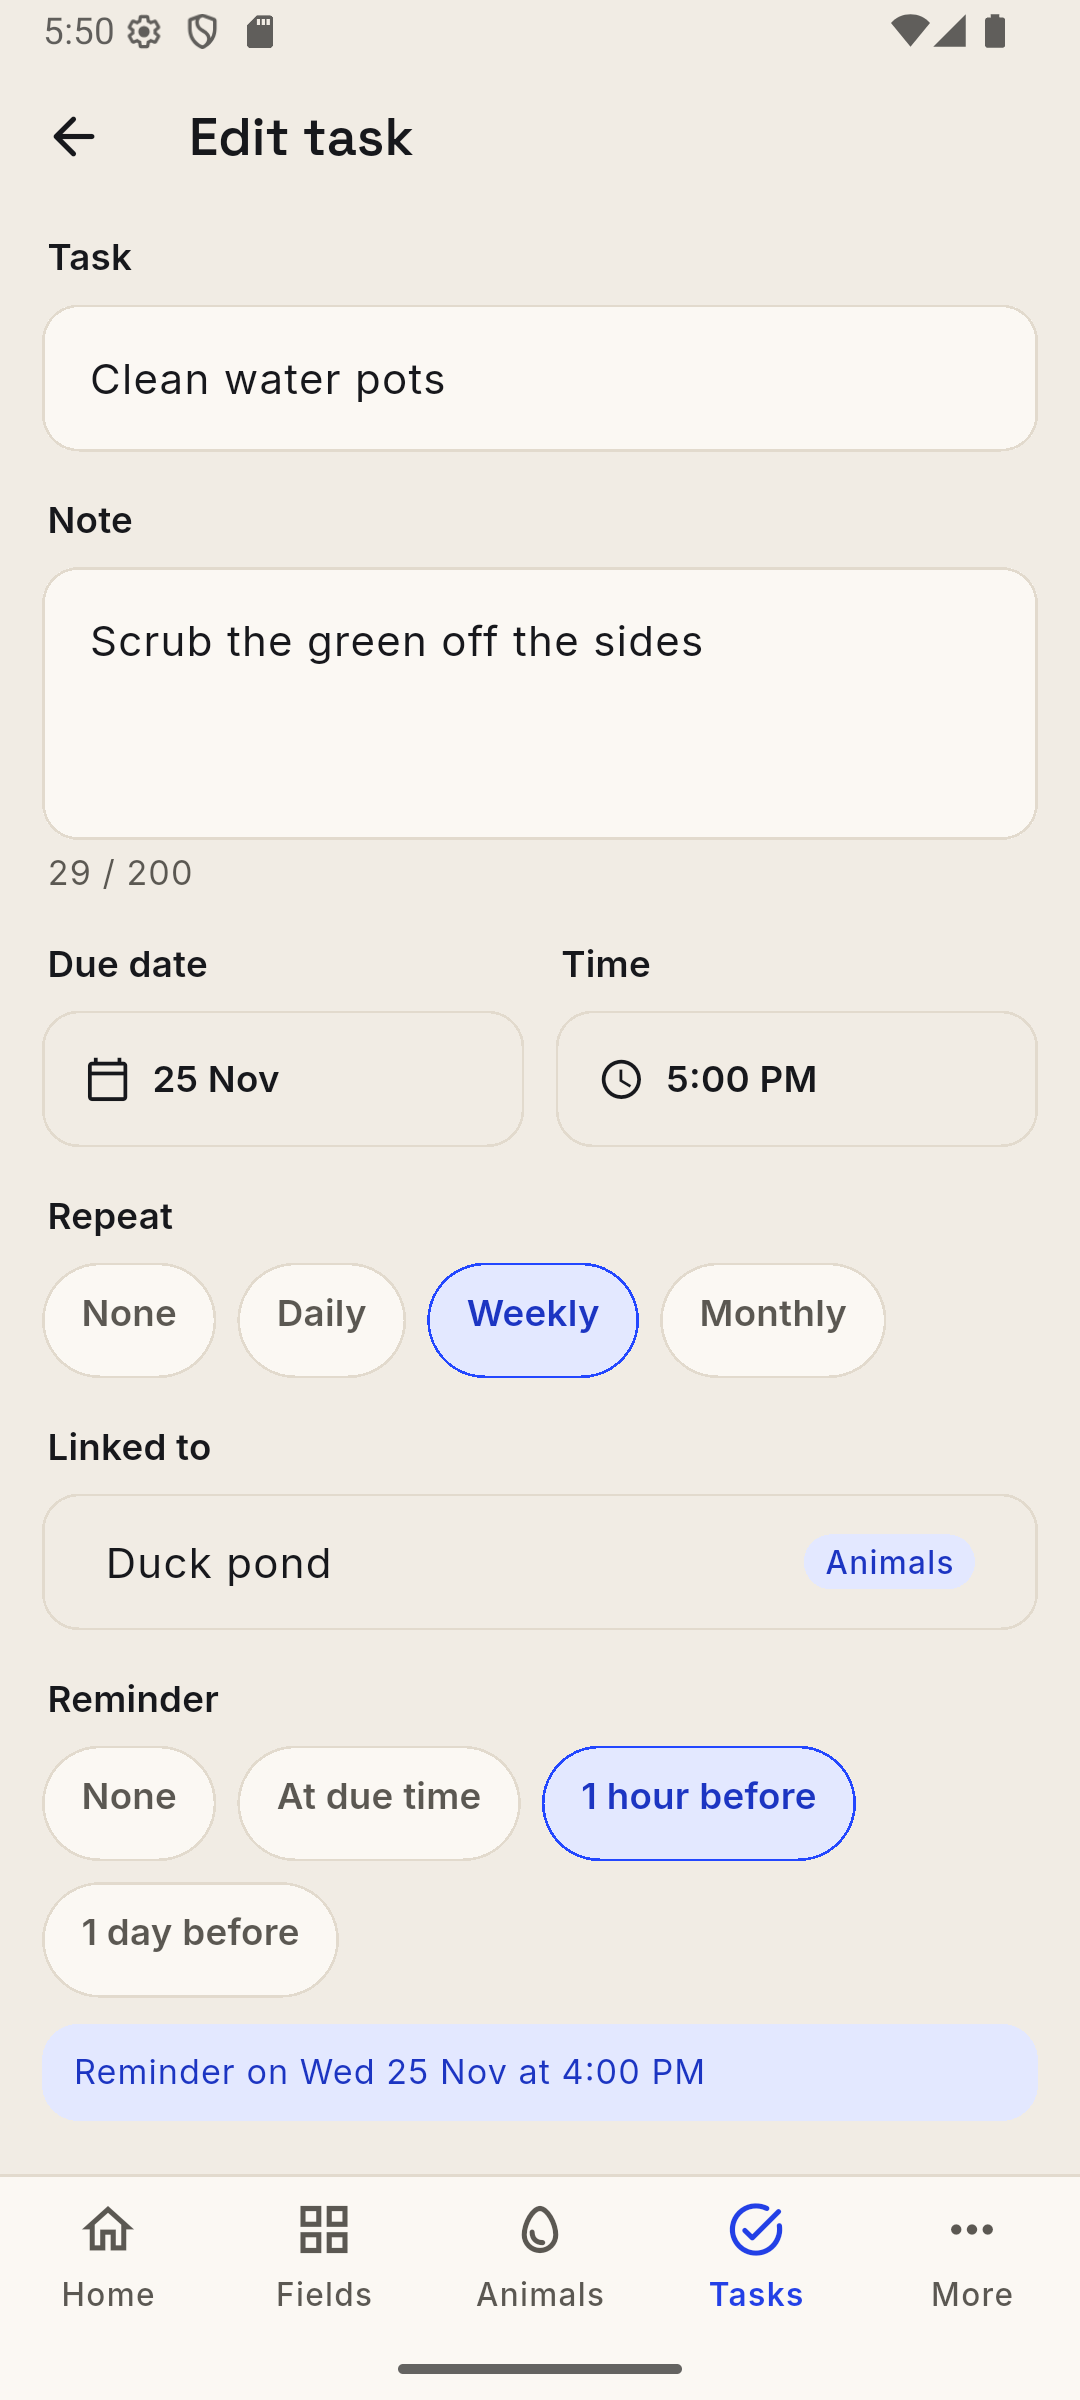 5:50
Edit task
Task
Clean water pots
Note
Scrub the green off the sides
29 / 200
Due date
Time
25 Nov
5:00 PM
Repeat
None
Daily
Weekly
Monthly
Linked to
Duck pond
Animals
Reminder
None
At due time
1 hour before
1 day before
Reminder on Wed 25 Nov at 4:00 PM
Home
Fields
Animals
Tasks
More